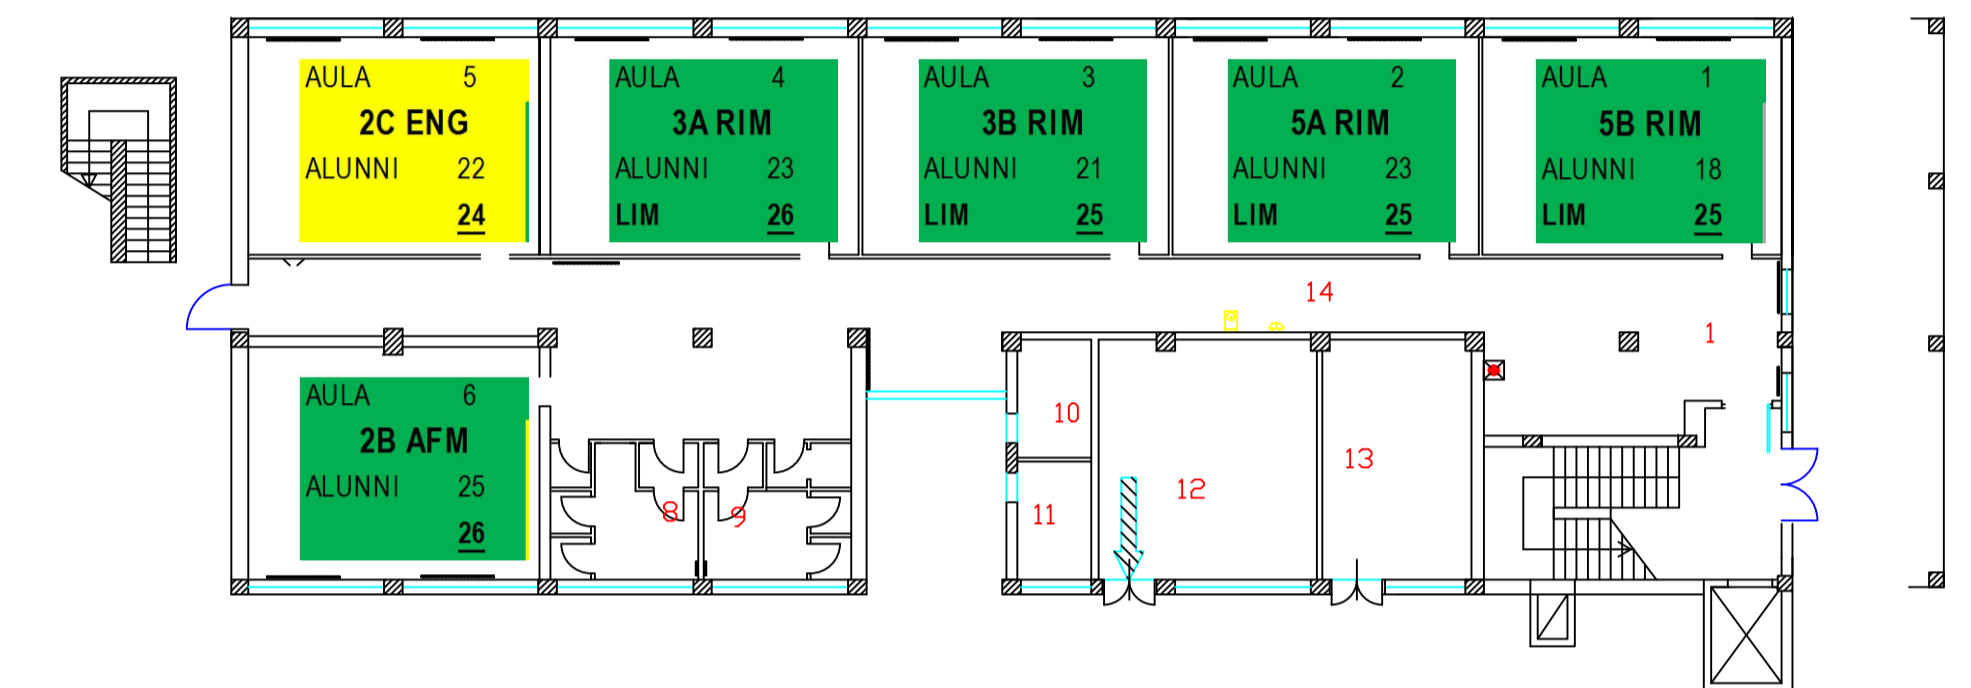 AULA 5
2C ENG
ALUNNI 22
24
AULA 4
3A RIM
ALUNNI 23
LIM 26
AULA 3
3B RIM
ALUNNI 21
LIM 25
AULA 2
5A RIM
ALUNNI 23
LIM 25
AULA 1
5B RIM
ALUNNI 18
LIM 25
14
1
AULA 6
2B AFM
ALUNNI 25
26
8
9
10
11
12
13